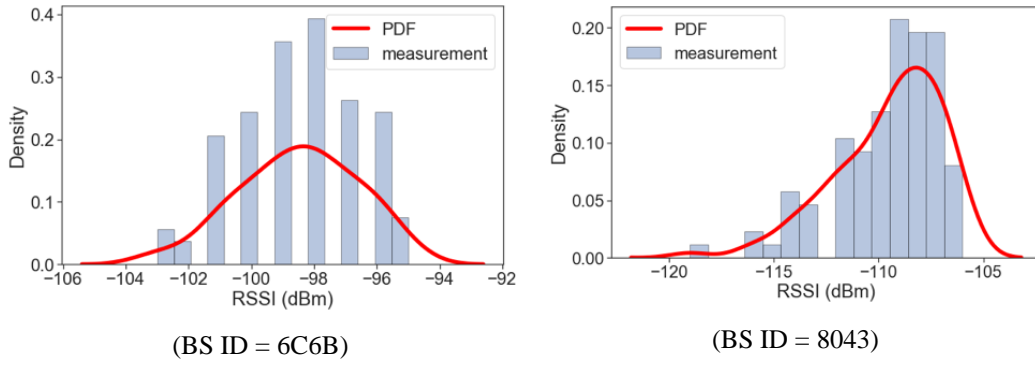 0.4
0.3
0.2
0.1
0.0
Density
PDF
measurement
−106 −104 −102 −100 −98 −96 −94 −92
RSSI (dBm)
(BS ID = 6C6B)
0.20
0.15
0.10
0.05
0.00
Density
PDF
measurement
−120 −115 −110 −105
RSSI (dBm)
(BS ID = 8043)